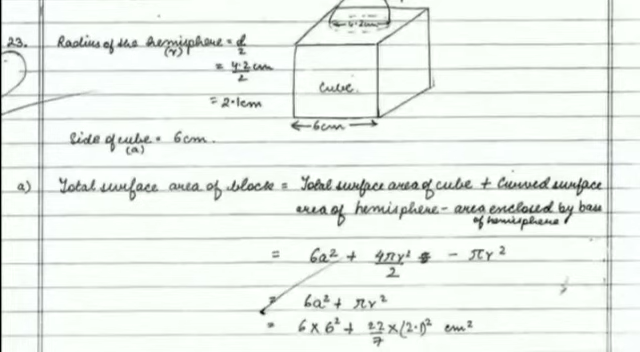 23. Radius of the hemisphere = d/2
(r)
= 4.2 cm/2
= 2.1cm
4.2cm
cube
6cm
Side of cube = 6cm.
(a)
a) Total surface area of block = Total surface area of cube + Curved surface
area of hemisphere - area enclosed by base
of hemisphere
= 6a² + 4πr²/2 - πr²
= 6a² + πr²
= 6 × 6² + 22/7 × (2.1)² cm²